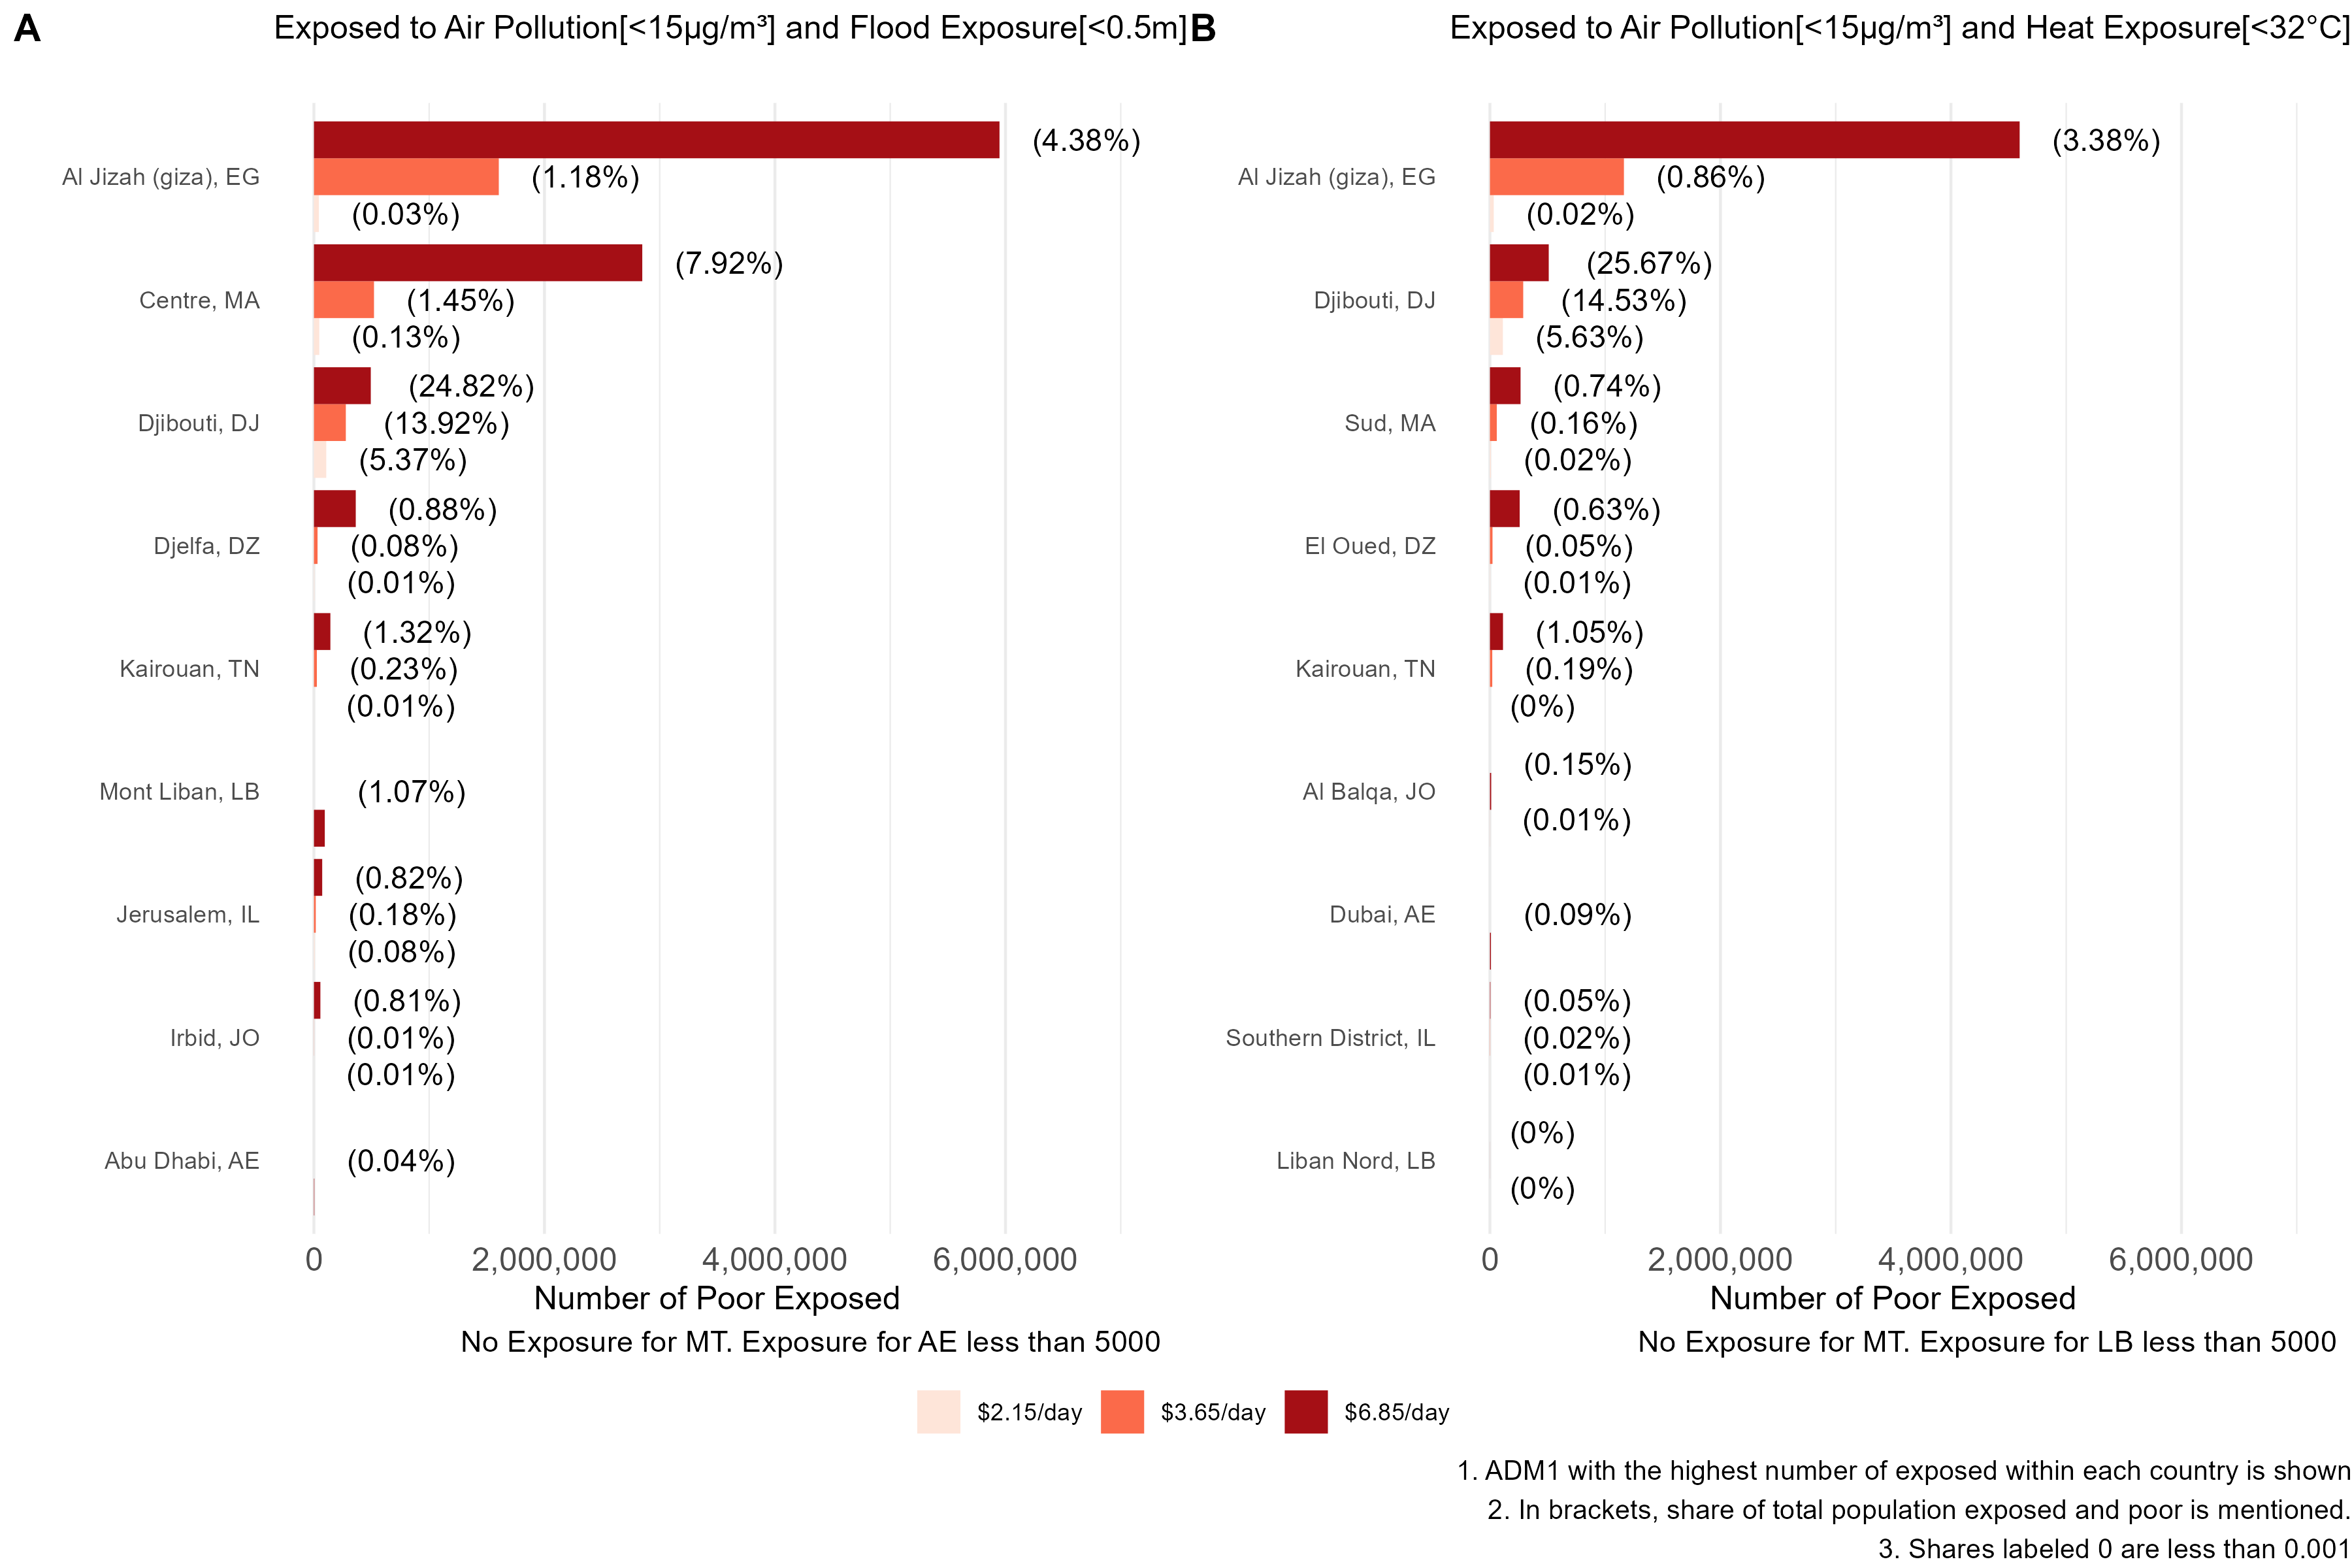 A
Exposed to Air Pollution[<15µg/m³] and Flood Exposure[<0.5m]
Al Jizah (giza), EG
(4.38%)
(1.18%)
(0.03%)
Centre, MA
(7.92%)
(1.45%)
(0.13%)
Djibouti, DJ
(24.82%)
(13.92%)
(5.37%)
Djelfa, DZ
(0.88%)
(0.08%)
(0.01%)
Kairouan, TN
(1.32%)
(0.23%)
(0.01%)
Mont Liban, LB
(1.07%)
Jerusalem, IL
(0.82%)
(0.18%)
(0.08%)
Irbid, JO
(0.81%)
(0.01%)
(0.01%)
Abu Dhabi, AE
(0.04%)
0 2,000,000 4,000,000 6,000,000
Number of Poor Exposed
No Exposure for MT. Exposure for AE less than 5000
B
Exposed to Air Pollution[<15µg/m³] and Heat Exposure[<32°C]
Al Jizah (giza), EG
(3.38%)
(0.86%)
(0.02%)
Djibouti, DJ
(25.67%)
(14.53%)
(5.63%)
Sud, MA
(0.74%)
(0.16%)
(0.02%)
El Oued, DZ
(0.63%)
(0.05%)
(0.01%)
Kairouan, TN
(1.05%)
(0.19%)
(0%)
Al Balqa, JO
(0.15%)
(0.01%)
Dubai, AE
(0.09%)
Southern District, IL
(0.05%)
(0.02%)
(0.01%)
Liban Nord, LB
(0%)
(0%)
0 2,000,000 4,000,000 6,000,000
Number of Poor Exposed
No Exposure for MT. Exposure for LB less than 5000
$2.15/day $3.65/day $6.85/day
1. ADM1 with the highest number of exposed within each country is shown
2. In brackets, share of total population exposed and poor is mentioned.
3. Shares labeled 0 are less than 0.001